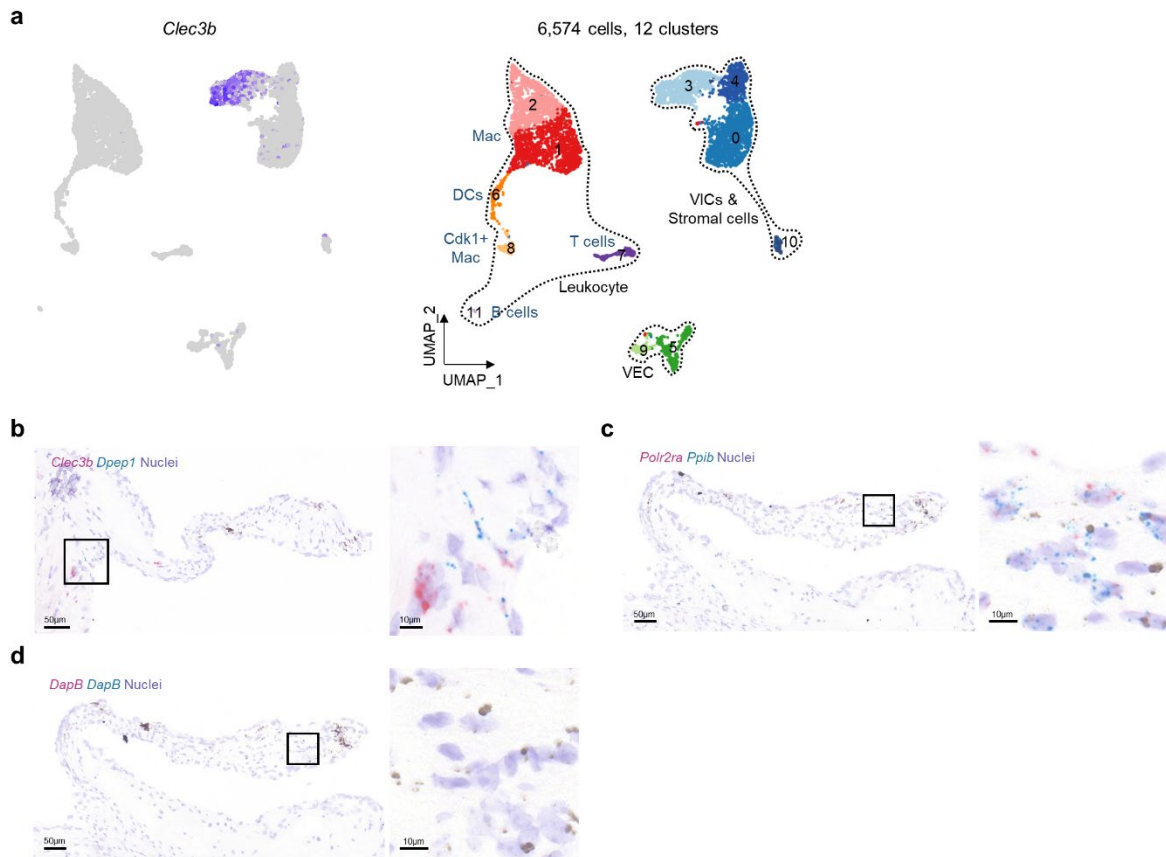 a
Clec3b
6,574 cells, 12 clusters
3
4
2
0
Mac
1
DCs
6
VICs &
Stromal cells
Cdk1+
Mac
8
T cells
7
10
Leukocyte
11
B cells
UMAP_2
UMAP_1
9
5
VEC
b
Clec3b Dpep1 Nuclei
50µm
10µm
c
Polr2ra Ppib Nuclei
50µm
10µm
d
DapB DapB Nuclei
50µm
10µm